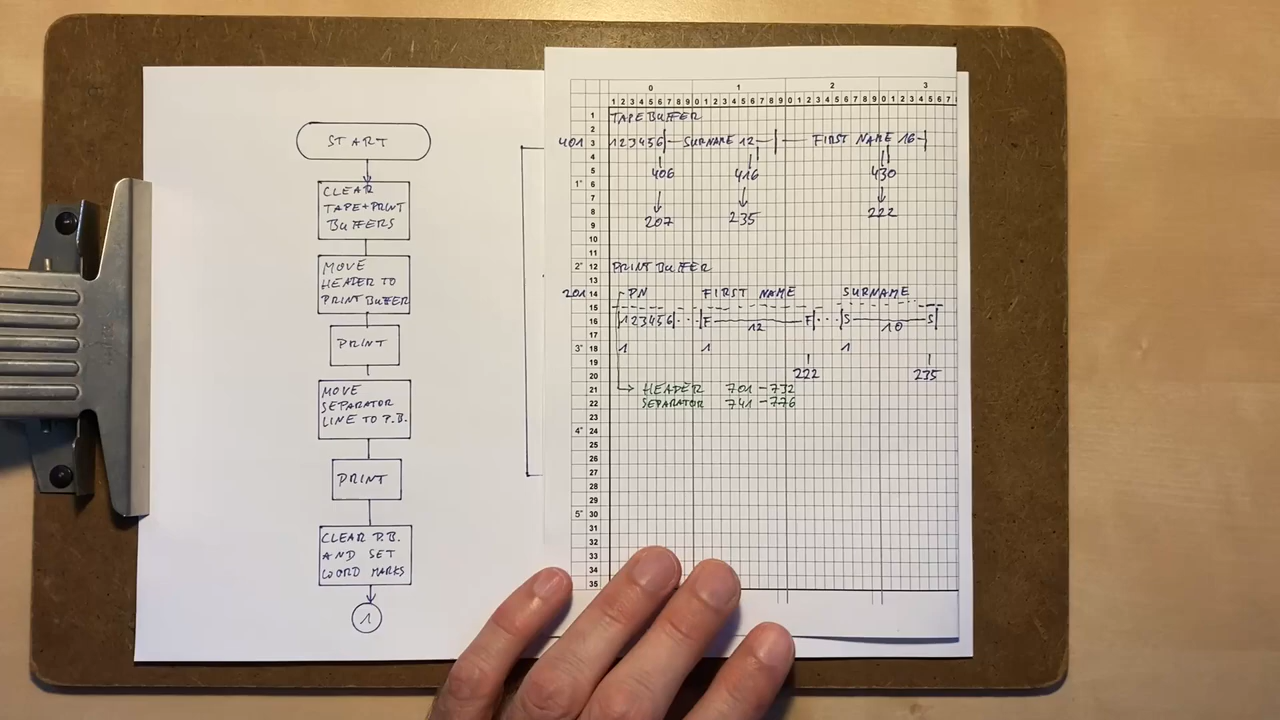 START
CLEAR
TAPE+PRINT
BUFFERS
MOVE
HEADER TO
PRINT BUFFER
PRINT
MOVE
SEPARATOR
LINE TO P.B.
PRINT
CLEAR P.B.
AND SET
WORD MARKS
1
0 1 2 3
1 2 3 4 5 6 7 8 9 0 1 2 3 4 5 6 7 8 9 0 1 2 3 4 5 6 7 8 9 0 1 2 3 4 5 6 7
1 TAPE BUFFER
2
401 3 123456 SURNAME 12 FIRST NAME 16
4
5 406 416 430
1" 6
7
8 207 235 222
9
10
11
2" 12 PRINT BUFFER
13
201 14 PN FIRST NAME SURNAME
15
16 123456 F 12 F S 10 S
17
3" 18 1 1 1
19
20 222 235
21 HEADER 701-732
22 SEPARATOR 741-776
23
4" 24
25
26
27
28
29
5" 30
31
32
33
34
35